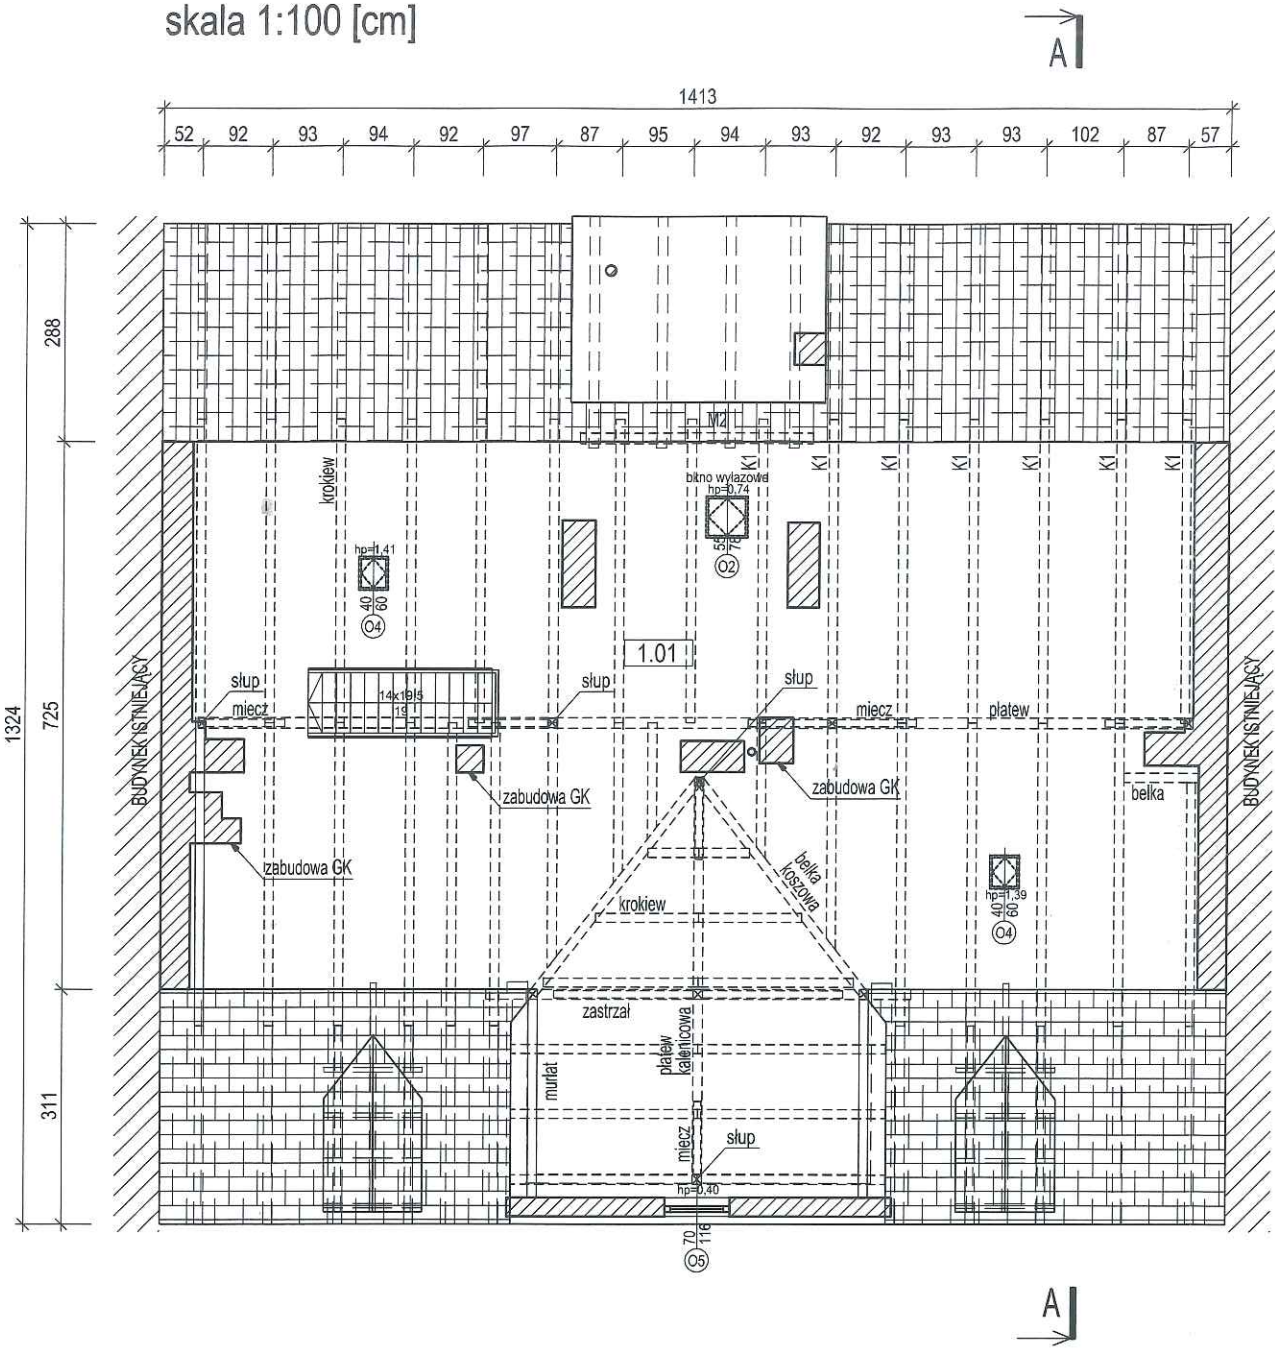 skala 1:100 [cm]
A
1413
52 92 93 94 92 97 87 95 94 93 92 93 93 102 87 57
288
M2
krokiew
K1 K1 K1 K1 K1 K1 K1
okno wyłazowe
hp=0,74
55
78
O2
hp=1,41
40
60
O4
1.01
1324
725
BUDYNEK ISTNIEJĄCY
BUDYNEK ISTNIEJĄCY
słup
miecz
14x19,5
19
słup
słup
miecz
płatew
zabudowa GK
zabudowa GK
belka
zabudowa GK
belka
koszowa
krokiew
hp=1,39
40
60
O4
zastrzał
płatew
kalenicowa
murłat
311
miecz
słup
hp=0,40
70
116
O5
A